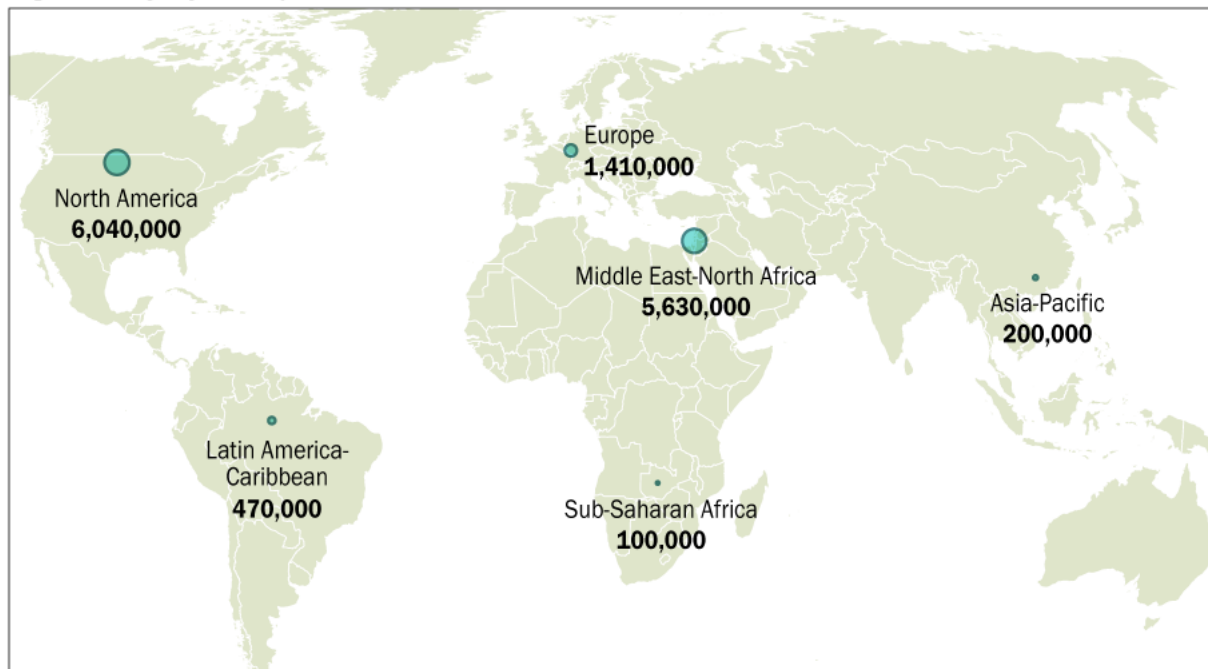 North America
6,040,000
Europe
1,410,000
Middle East-North Africa
5,630,000
Asia-Pacific
200,000
Latin America-
Caribbean
470,000
Sub-Saharan Africa
100,000